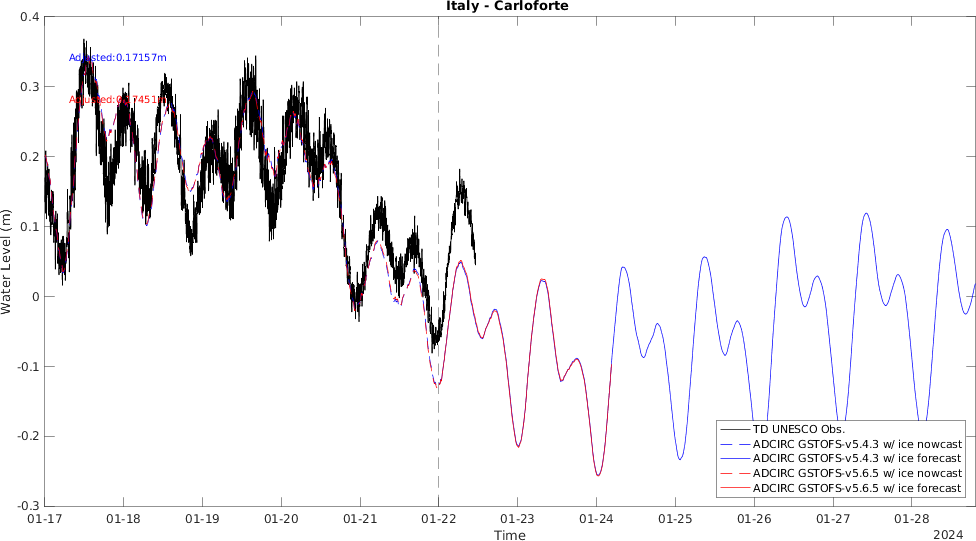 Italy - Carloforte
0.4
0.3
0.2
0.1
0
-0.1
-0.2
-0.3
Water Level (m)
Adjusted:0.17157m
Adjusted:0.17451m
TD UNESCO Obs.
ADCIRC GSTOFS-v5.4.3 w/ ice nowcast
ADCIRC GSTOFS-v5.4.3 w/ ice forecast
ADCIRC GSTOFS-v5.6.5 w/ ice nowcast
ADCIRC GSTOFS-v5.6.5 w/ ice forecast
01-17 01-18 01-19 01-20 01-21 01-22 01-23 01-24 01-25 01-26 01-27 01-28
Time
2024